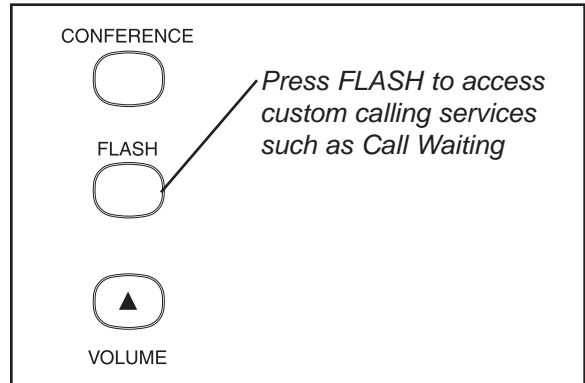 CONFERENCE
Press FLASH to access
custom calling services
such as Call Waiting
FLASH
VOLUME